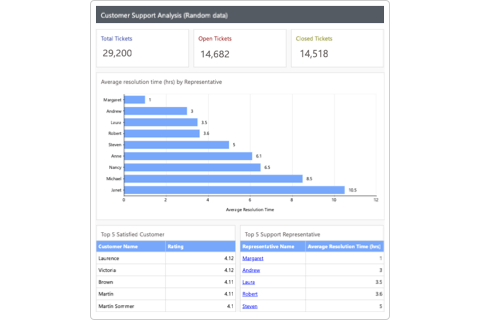 Customer Support Analysis (Random data)
Total Tickets
29,200
Open Tickets
14,682
Closed Tickets
14,518
Average resolution time (hrs) by Representative
Margaret 1
Andrew 3
Laura 3.5
Robert 3.6
Steven 5
Anne 6.1
Nancy 6.5
Michael 8.5
Janet 10.5
0 2 4 6 8 10 12
Average Resolution Time
Top 5 Satisfied Customer
Customer Name Rating
Laurence 4.12
Victoria 4.12
Brown 4.11
Martin 4.11
Martin Sommer 4.1
Top 5 Support Representative
Representative Name Average Resolution Time (hrs)
Margaret 1
Andrew 3
Laura 3.5
Robert 3.6
Steven 5